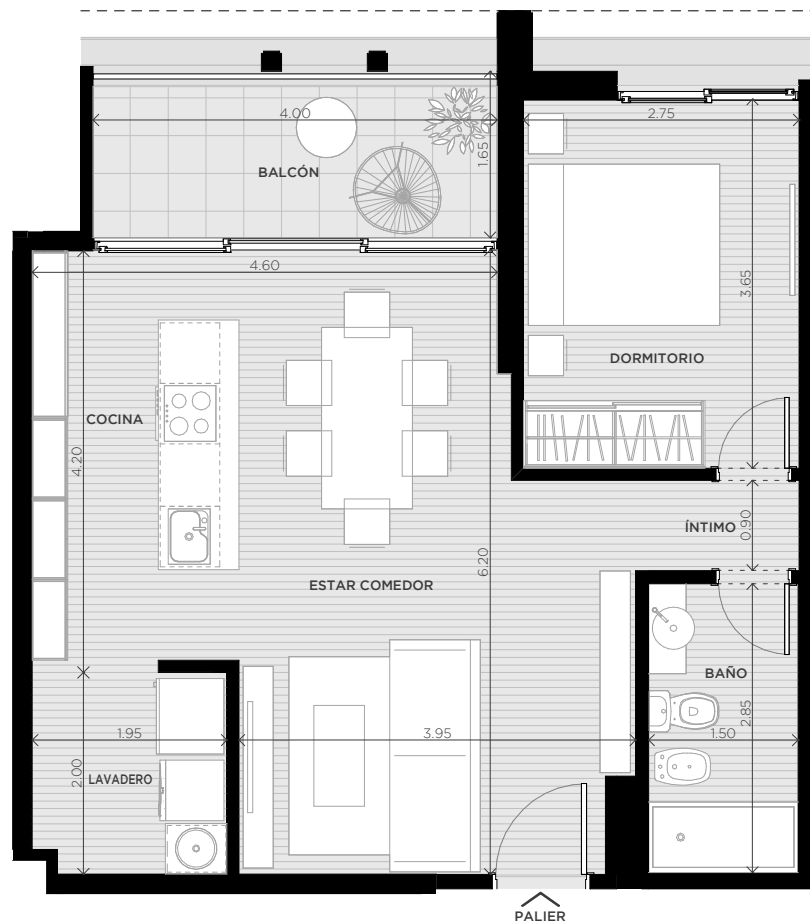 4.00
2.75
1.65
BALCÓN
4.60
3.65
DORMITORIO
COCINA
4.20
ÍNTIMO
0.90
6.20
ESTAR COMEDOR
BAÑO
2.85
1.95
3.95
1.50
2.00
LAVADERO
PALIER